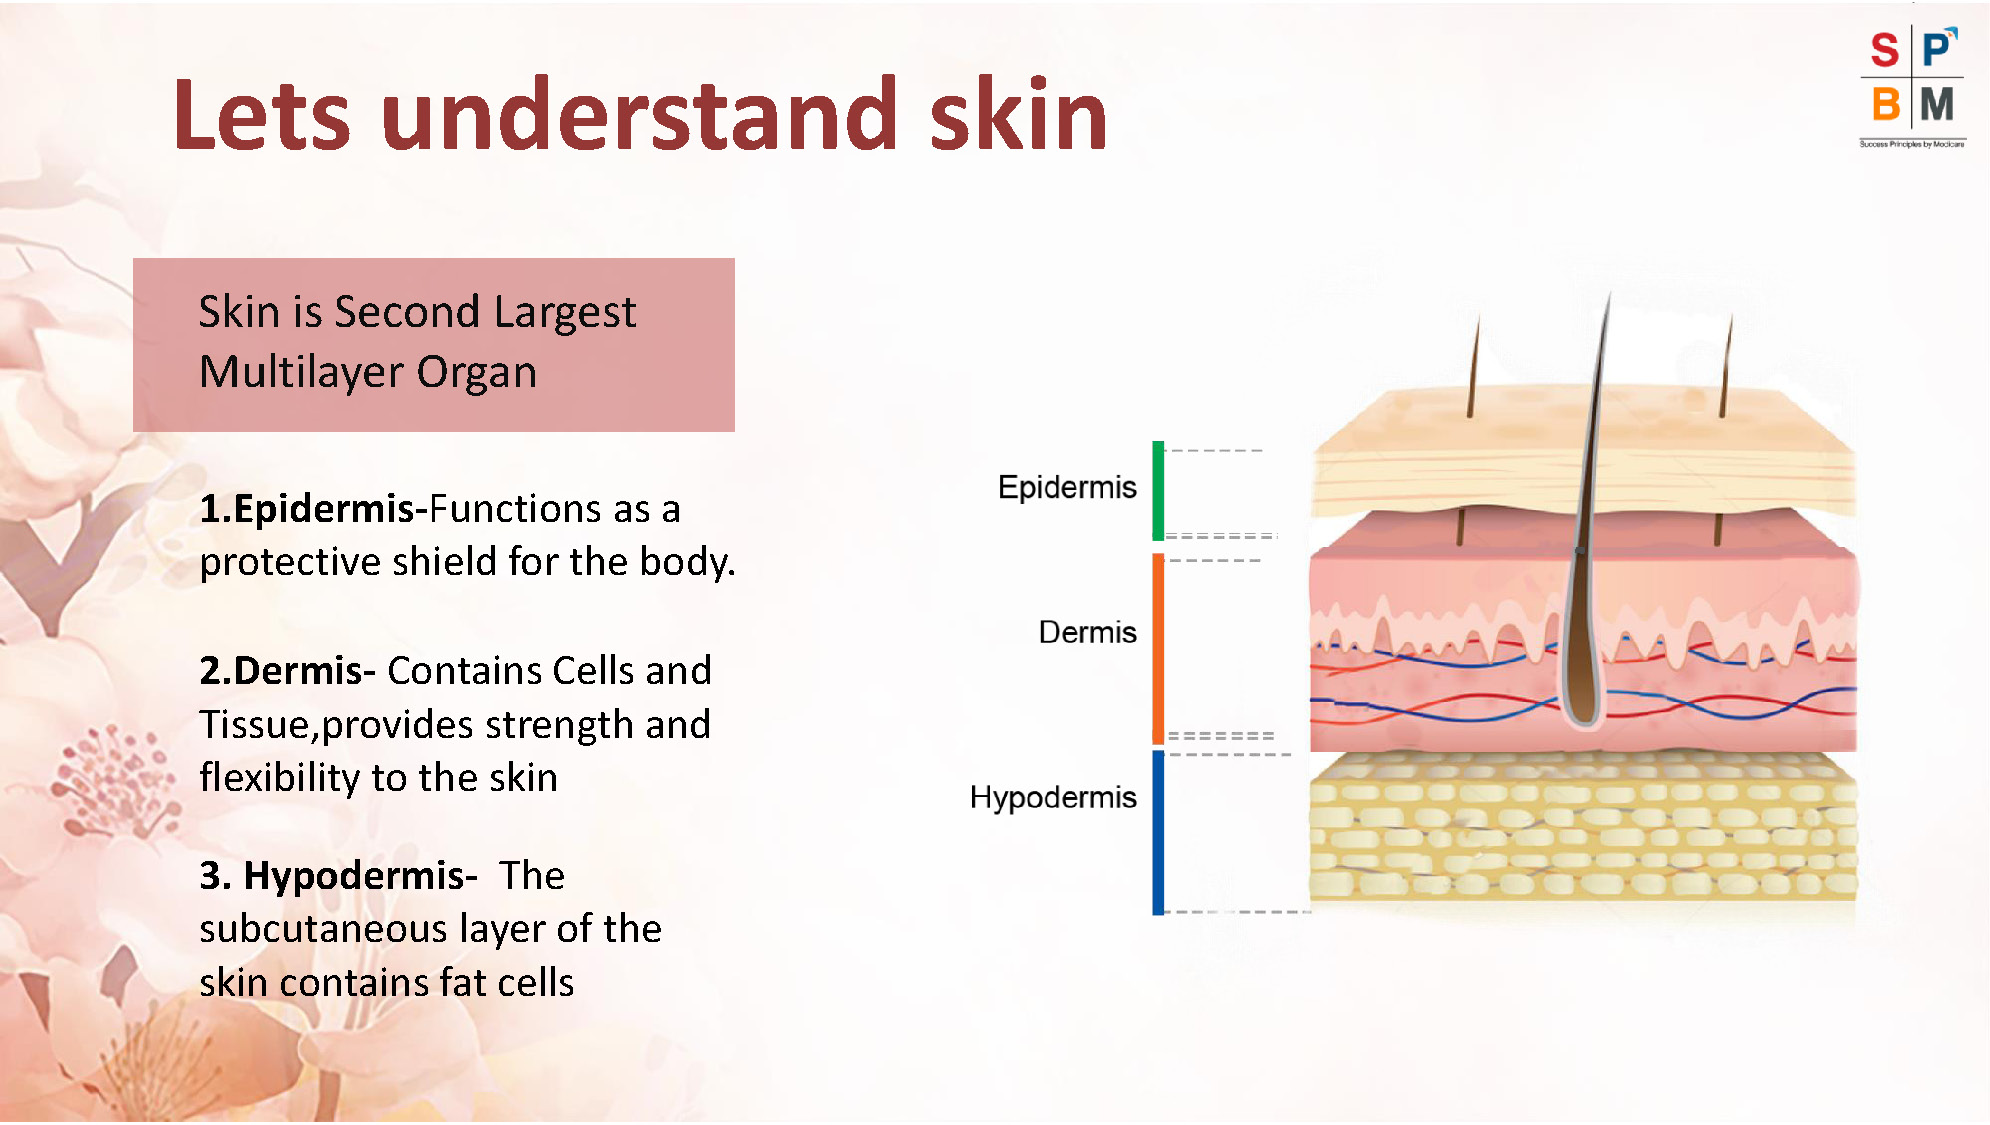 Lets understand skin
S P
B M
Success Principles by Modicare
Skin is Second Largest
Multilayer Organ
1.Epidermis-Functions as a
protective shield for the body.
2.Dermis- Contains Cells and
Tissue,provides strength and
flexibility to the skin
3. Hypodermis- The
subcutaneous layer of the
skin contains fat cells
Epidermis
Dermis
Hypodermis